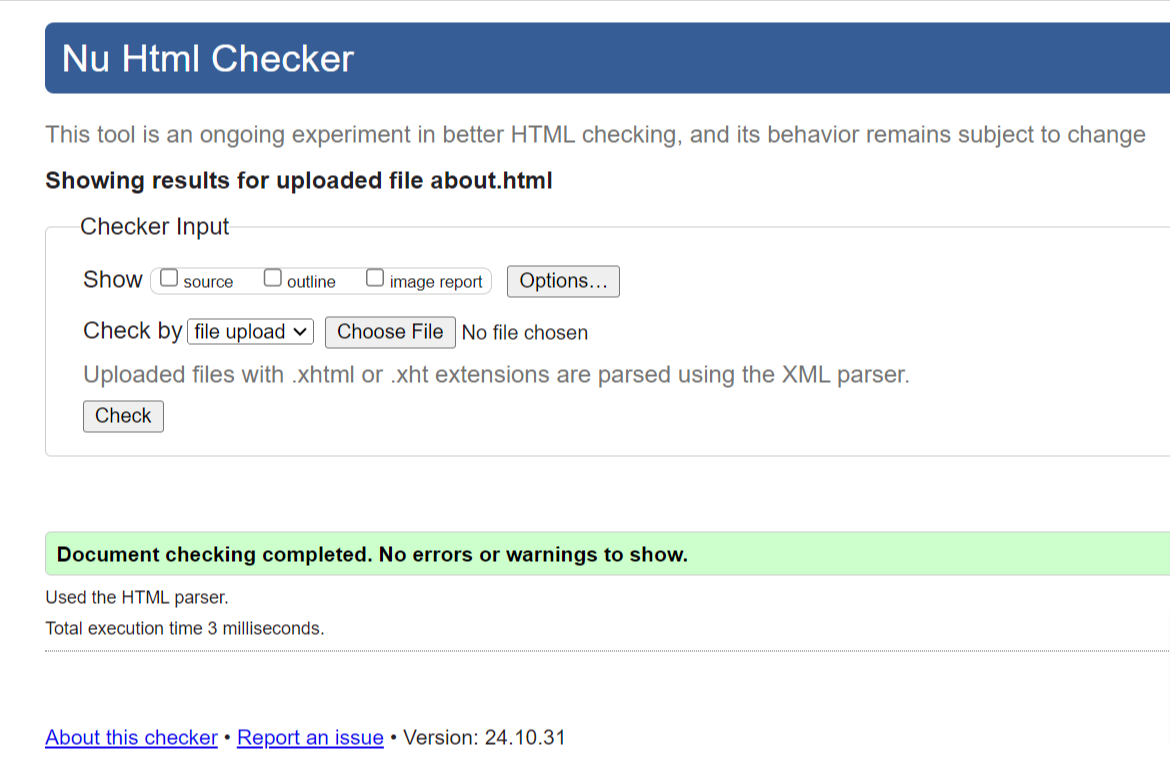 Nu Html Checker
This tool is an ongoing experiment in better HTML checking, and its behavior remains subject to change
Showing results for uploaded file about.html
Checker Input
Show source outline image report Options...
Check by file upload Choose File No file chosen
Uploaded files with .xhtml or .xht extensions are parsed using the XML parser.
Check
Document checking completed. No errors or warnings to show.
Used the HTML parser.
Total execution time 3 milliseconds.
About this checker • Report an issue • Version: 24.10.31